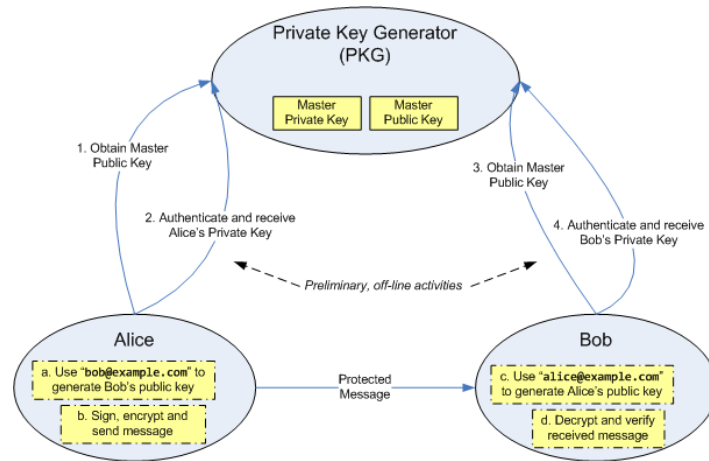 Private Key Generator
(PKG)
Master
Private Key
Master
Public Key
1. Obtain Master
Public Key
2. Authenticate and receive
Alice's Private Key
3. Obtain Master
Public Key
4. Authenticate and receive
Bob's Private Key
Preliminary, off-line activities
Alice
a. Use “bob@example.com” to
generate Bob's public key
b. Sign, encrypt and
send message
Protected
Message
Bob
c. Use “alice@example.com”
to generate Alice's public key
d. Decrypt and verify
received message